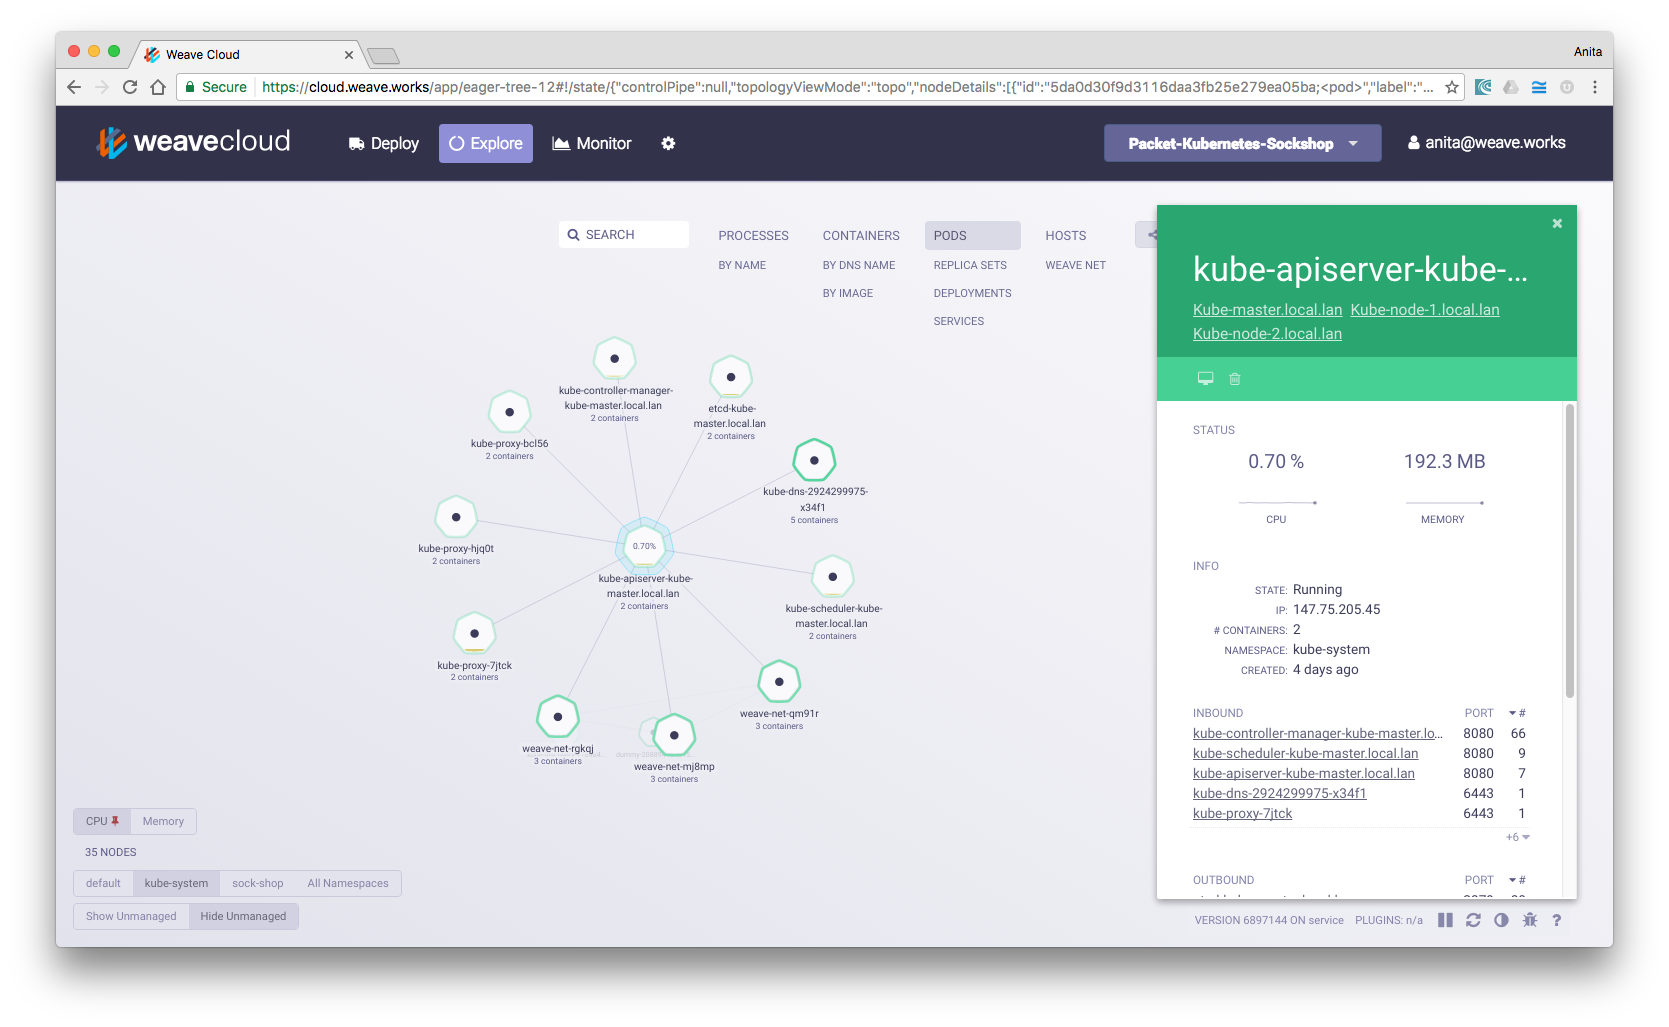 Weave Cloud
Anita
Secure https://cloud.weave.works/app/eager-tree-12#!/state/{"controlPipe":null,"topologyViewMode":"topo","nodeDetails":[{"id":"5da0d30f9d3116daa3fb25e279ea05ba;<pod>","label":"...
weavecloud
Deploy
Explore
Monitor
Packet-Kubernetes-Sockshop
anita@weave.works
SEARCH
PROCESSES
BY NAME
CONTAINERS
BY DNS NAME
BY IMAGE
PODS
REPLICA SETS
DEPLOYMENTS
SERVICES
HOSTS
WEAVE NET
kube-controller-manager-
kube-master.local.lan
2 containers
etcd-kube-
master.local.lan
2 containers
kube-proxy-bcl56
2 containers
kube-dns-2924299975-
x34f1
5 containers
kube-proxy-hjq0t
2 containers
0.70%
kube-apiserver-kube-
master.local.lan
2 containers
kube-scheduler-kube-
master.local.lan
2 containers
kube-proxy-7jtck
2 containers
weave-net-qm91r
3 containers
weave-net-rgkqj
3 containers
weave-net-mj8mp
3 containers
kube-apiserver-kube-...
Kube-master.local.lan Kube-node-1.local.lan
Kube-node-2.local.lan
STATUS
0.70 % 192.3 MB
CPU MEMORY
INFO
STATE: Running
IP: 147.75.205.45
# CONTAINERS: 2
NAMESPACE: kube-system
CREATED: 4 days ago
INBOUND PORT #
kube-controller-manager-kube-master.lo... 8080 66
kube-scheduler-kube-master.local.lan 8080 9
kube-apiserver-kube-master.local.lan 8080 7
kube-dns-2924299975-x34f1 6443 1
kube-proxy-7jtck 6443 1
+6
OUTBOUND PORT #
CPU Memory
35 NODES
default kube-system sock-shop All Namespaces
Show Unmanaged Hide Unmanaged
VERSION 6897144 ON service PLUGINS: n/a ?